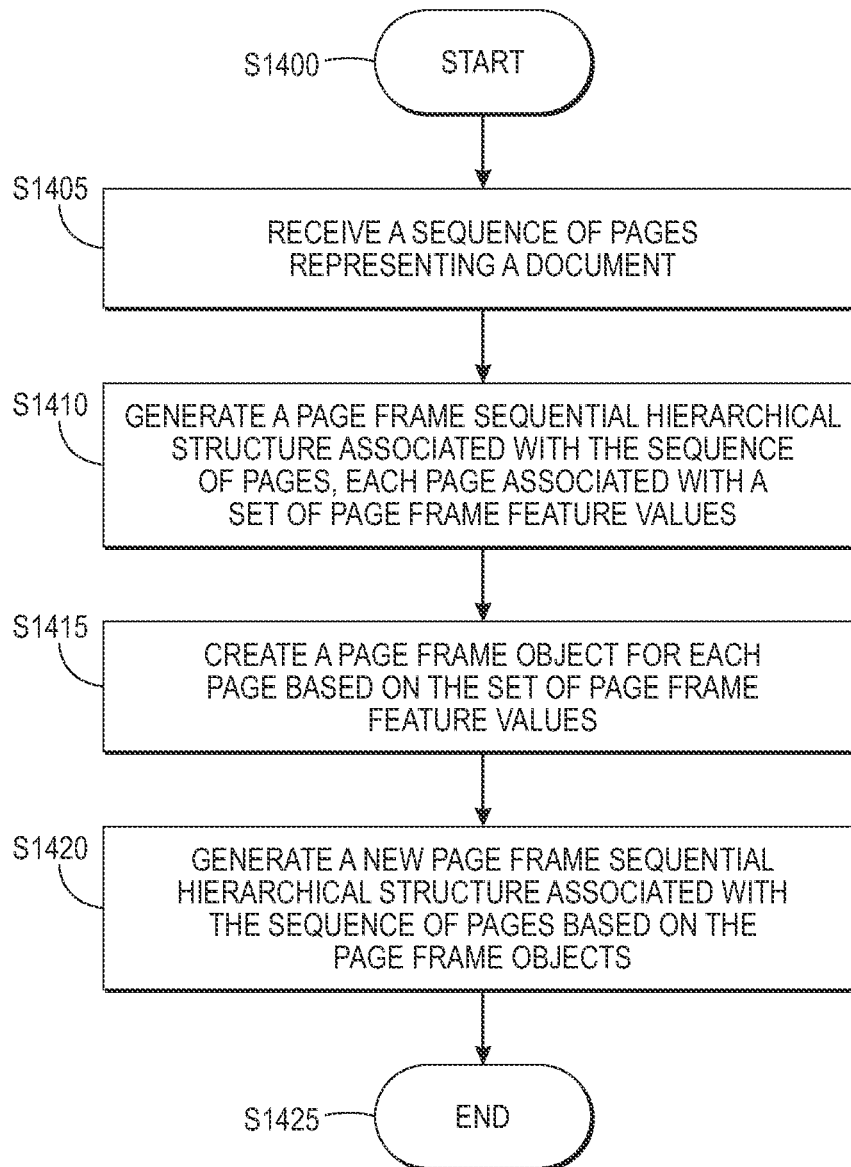 S1400
START
S1405
RECEIVE A SEQUENCE OF PAGES
REPRESENTING A DOCUMENT
S1410
GENERATE A PAGE FRAME SEQUENTIAL HIERARCHICAL
STRUCTURE ASSOCIATED WITH THE SEQUENCE
OF PAGES, EACH PAGE ASSOCIATED WITH A
SET OF PAGE FRAME FEATURE VALUES
S1415
CREATE A PAGE FRAME OBJECT FOR EACH
PAGE BASED ON THE SET OF PAGE FRAME
FEATURE VALUES
S1420
GENERATE A NEW PAGE FRAME SEQUENTIAL
HIERARCHICAL STRUCTURE ASSOCIATED WITH
THE SEQUENCE OF PAGES BASED ON THE
PAGE FRAME OBJECTS
S1425
END